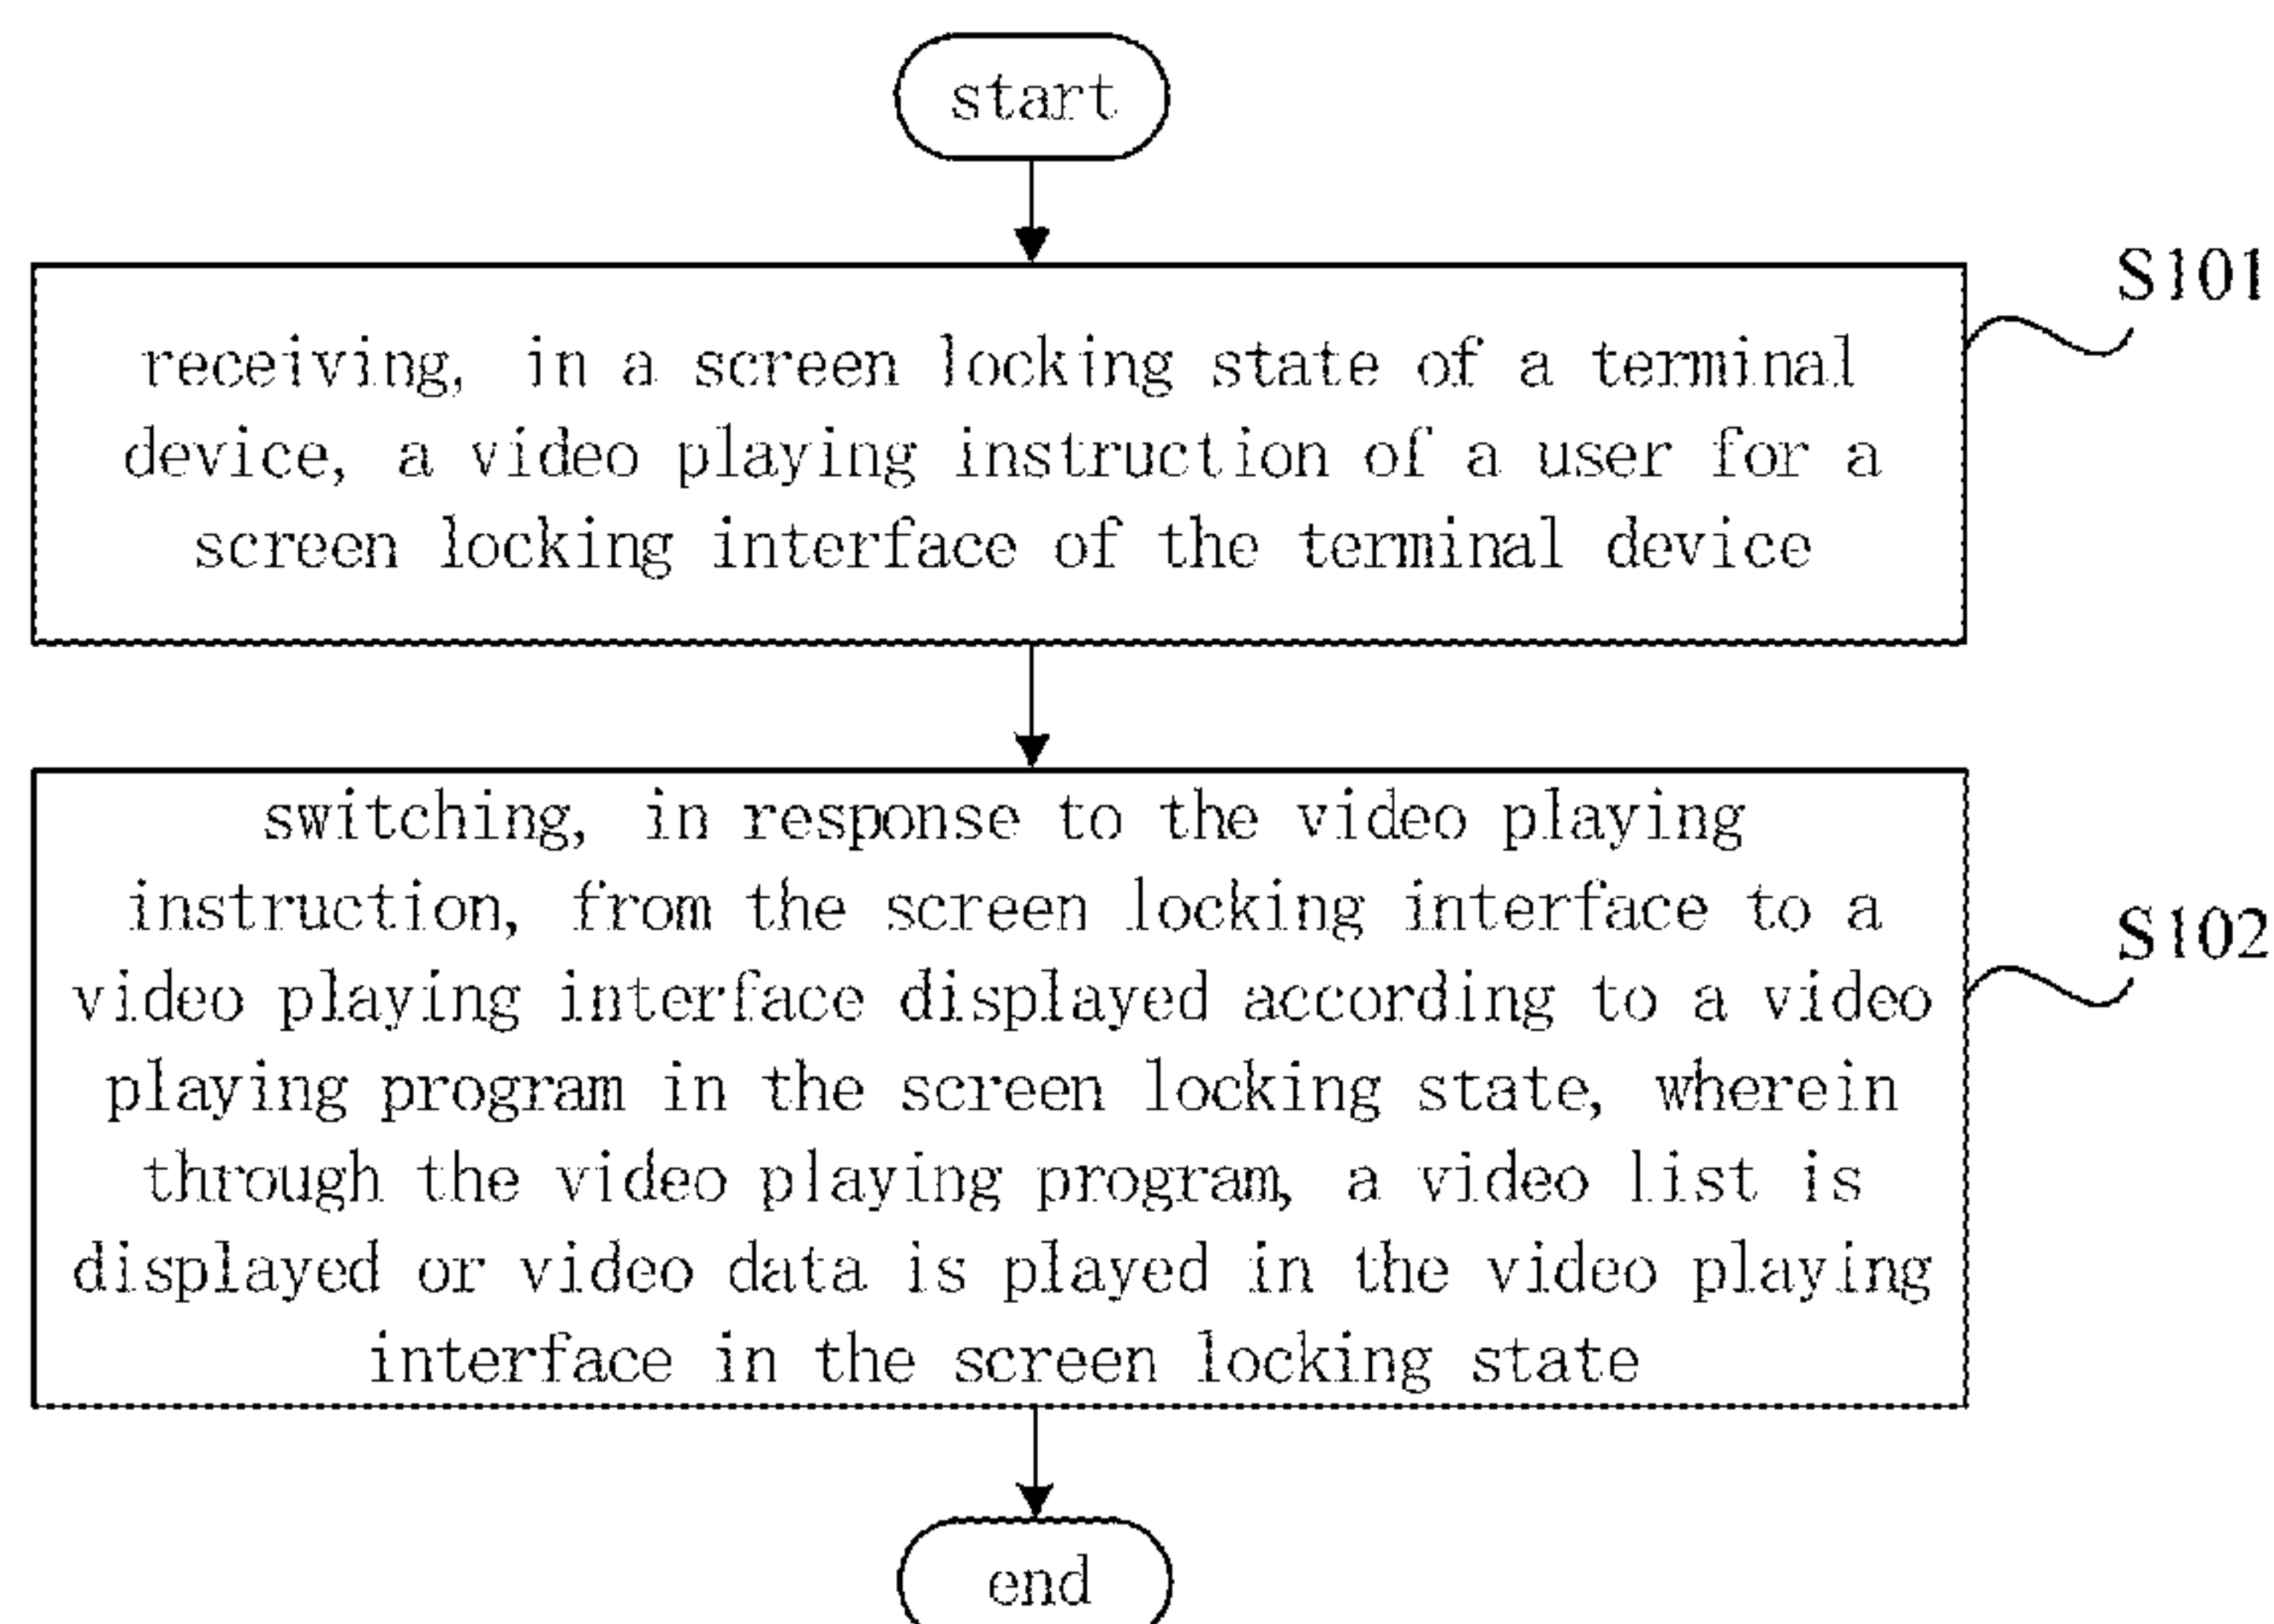 start
S101
receiving, in a screen locking state of a terminal
device, a video playing instruction of a user for a
screen locking interface of the terminal device
switching, in response to the video playing
instruction, from the screen locking interface to a
S102
video playing interface displayed according to a video
playing program in the screen locking state, wherein
through the video playing program, a video list is
displayed or video data is played in the video playing
interface in the screen locking state
end